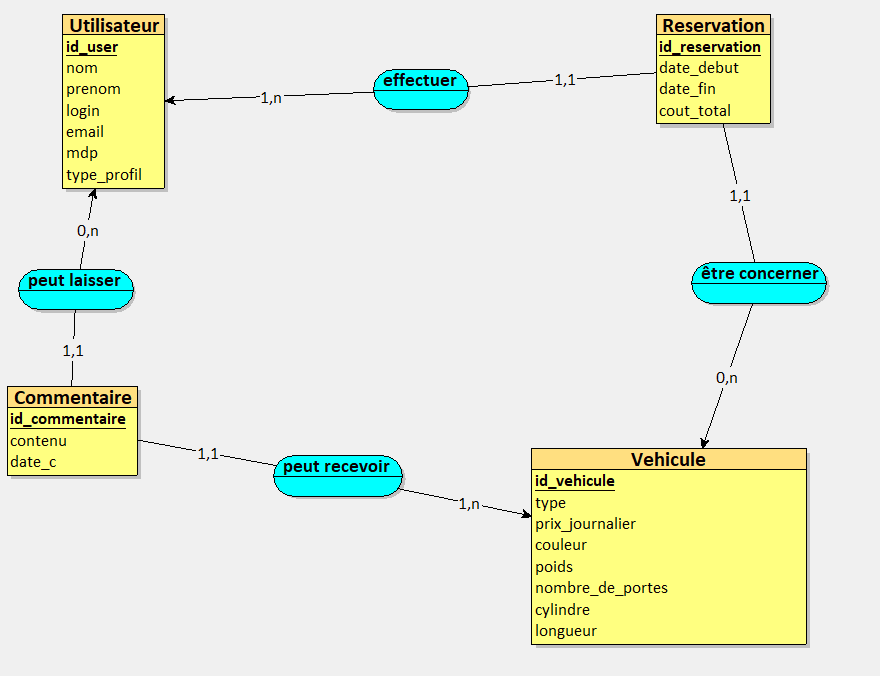 Utilisateur
id_user
nom
prenom
login
email
mdp
type_profil
effectuer
1,n
1,1
Reservation
id_reservation
date_debut
date_fin
cout_total
0,n
peut laisser
1,1
1,1
être concerner
0,n
Commentaire
id_commentaire
contenu
date_c
1,1
peut recevoir
1,n
Vehicule
id_vehicule
type
prix_journalier
couleur
poids
nombre_de_portes
cylindre
longueur